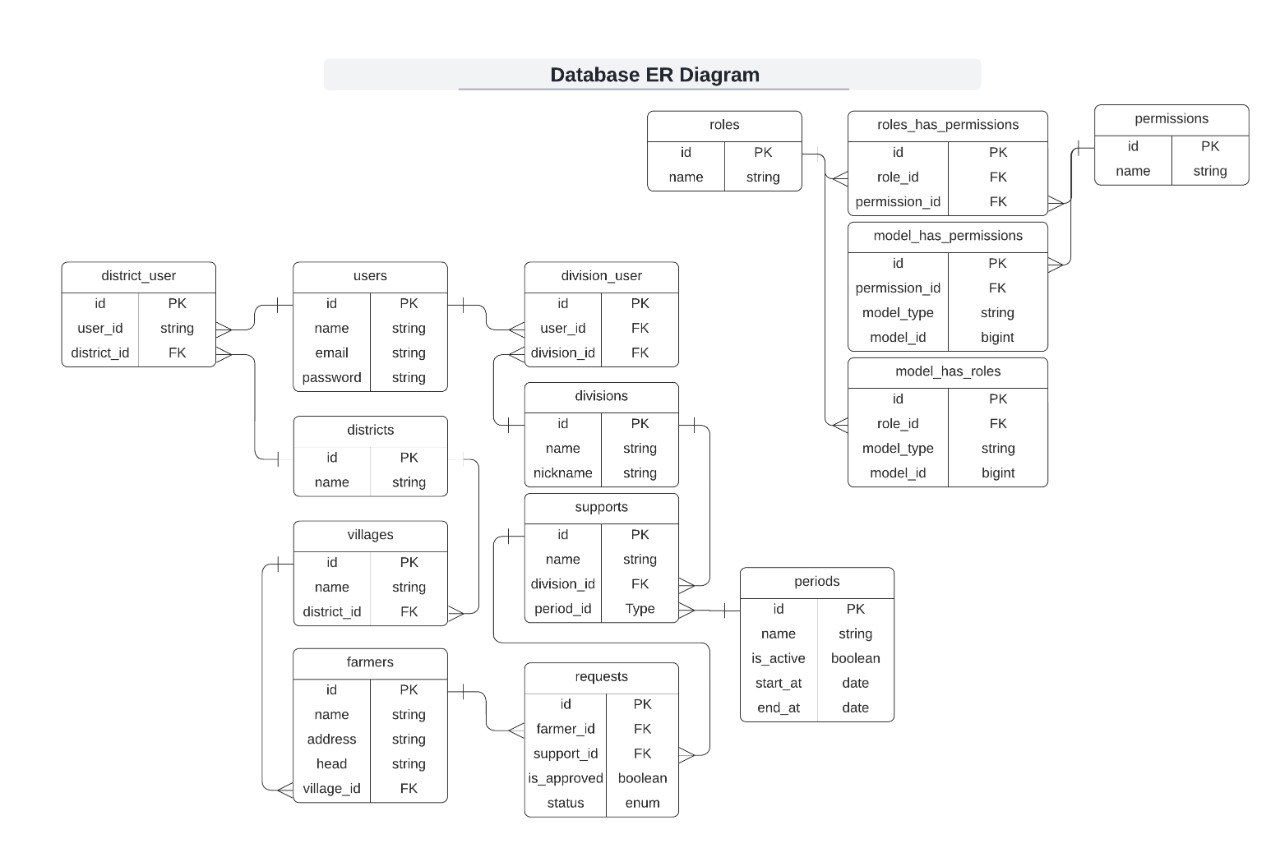 Database ER Diagram
roles
id PK
name string
roles_has_permissions
id PK
role_id FK
permission_id FK
permissions
id PK
name string
model_has_permissions
id PK
permission_id FK
model_type string
model_id bigint
district_user
id PK
user_id string
district_id FK
users
id PK
name string
email string
password string
division_user
id PK
user_id FK
division_id FK
model_has_roles
id PK
role_id FK
model_type string
model_id bigint
divisions
id PK
name string
nickname string
districts
id PK
name string
supports
id PK
name string
division_id FK
period_id Type
villages
id PK
name string
district_id FK
periods
id PK
name string
is_active boolean
start_at date
end_at date
farmers
id PK
name string
address string
head string
village_id FK
requests
id PK
farmer_id FK
support_id FK
is_approved boolean
status enum